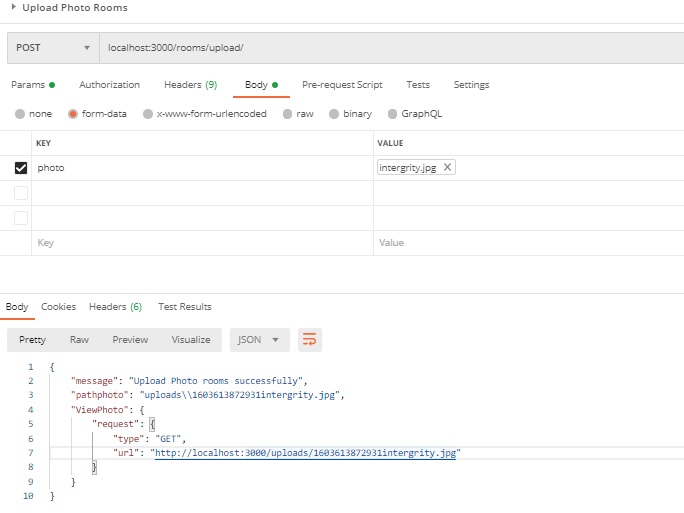 Upload Photo Rooms
POST localhost:3000/rooms/upload/
Params Authorization Headers (9) Body Pre-request Script Tests Settings
none form-data x-www-form-urlencoded raw binary GraphQL
KEY VALUE
photo intergrity.jpg X
Key Value
Body Cookies Headers (6) Test Results
Pretty Raw Preview Visualize JSON
1 {
2 "message": "Upload Photo rooms successfully",
3 "pathphoto": "uploads\\1603613872931intergrity.jpg",
4 "ViewPhoto": {
5 "request": {
6 "type": "GET",
7 "url": "http://localhost:3000/uploads/1603613872931intergrity.jpg"
8 }
9 }
10 }